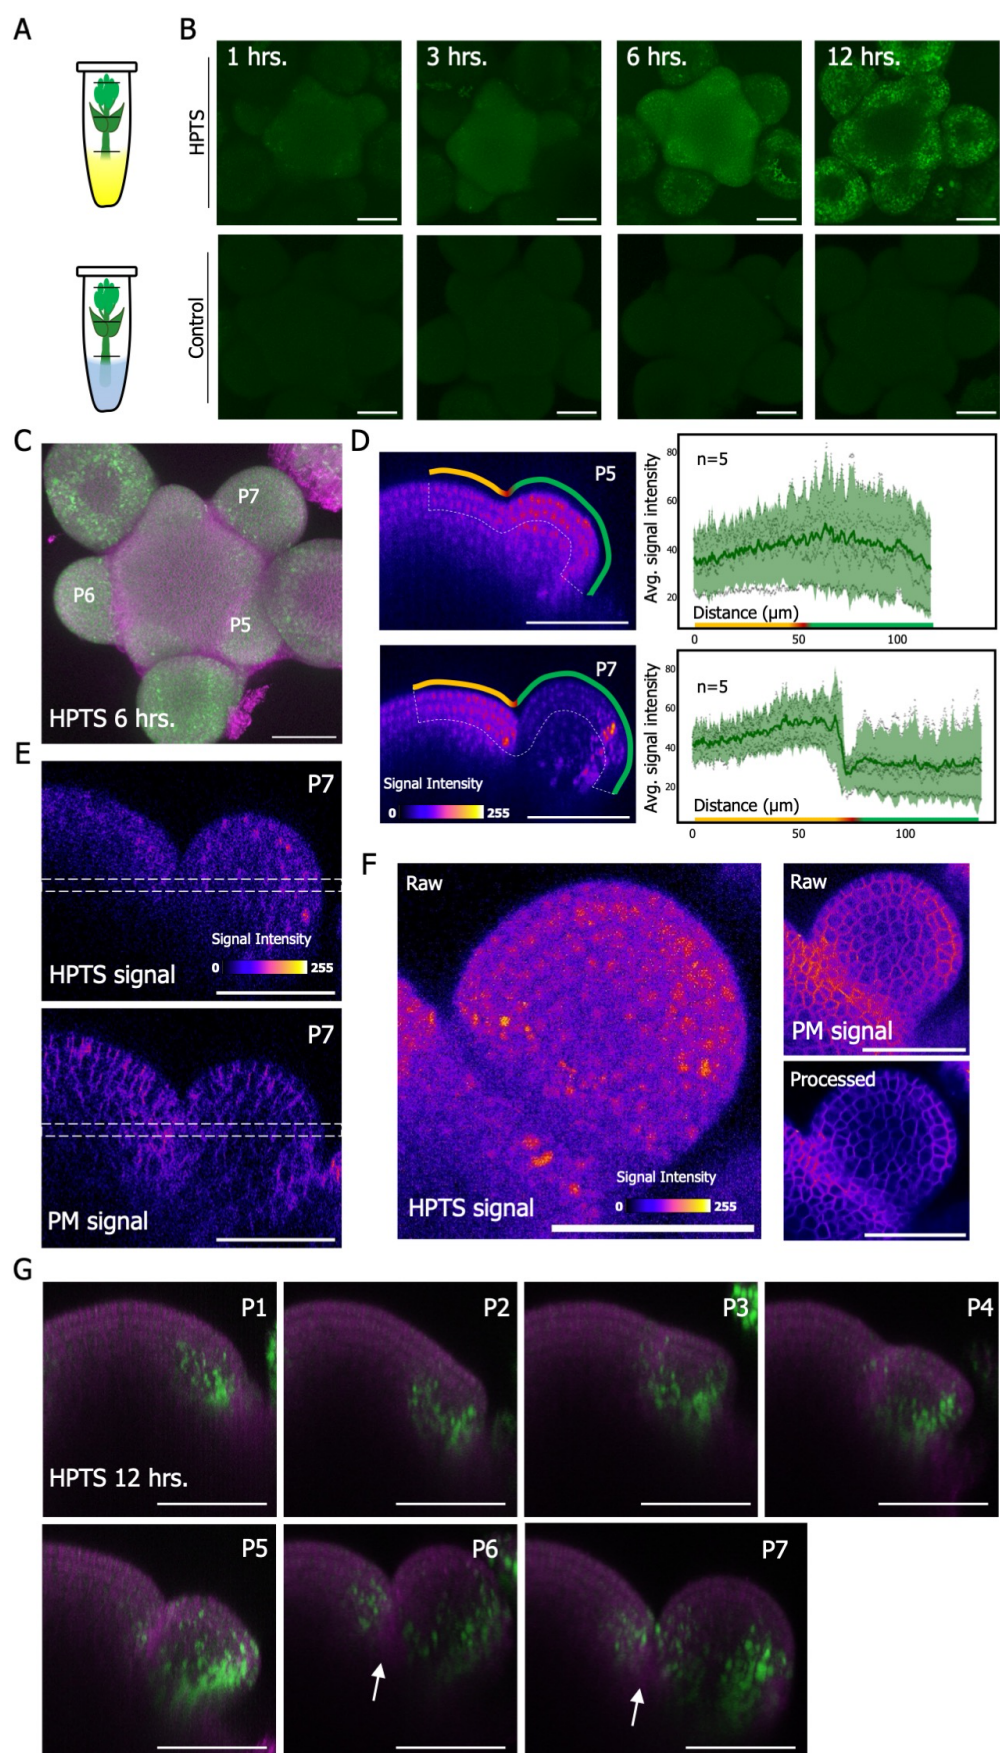 A
B
1 hrs.
3 hrs.
6 hrs.
12 hrs.
HPTS
Control
C
P7
P6
P5
HPTS 6 hrs.
D
P5
Avg. signal intensity
n=5
80
60
40
20
Distance (µm)
0
50
100
P7
Signal Intensity
0
255
Avg. signal intensity
n=5
80
60
40
20
Distance (µm)
0
50
100
E
P7
Signal Intensity
0
255
HPTS signal
P7
PM signal
F
Raw
Signal Intensity
0
255
HPTS signal
Raw
PM signal
Processed
G
P1
HPTS 12 hrs.
P2
P3
P4
P5
P6
P7